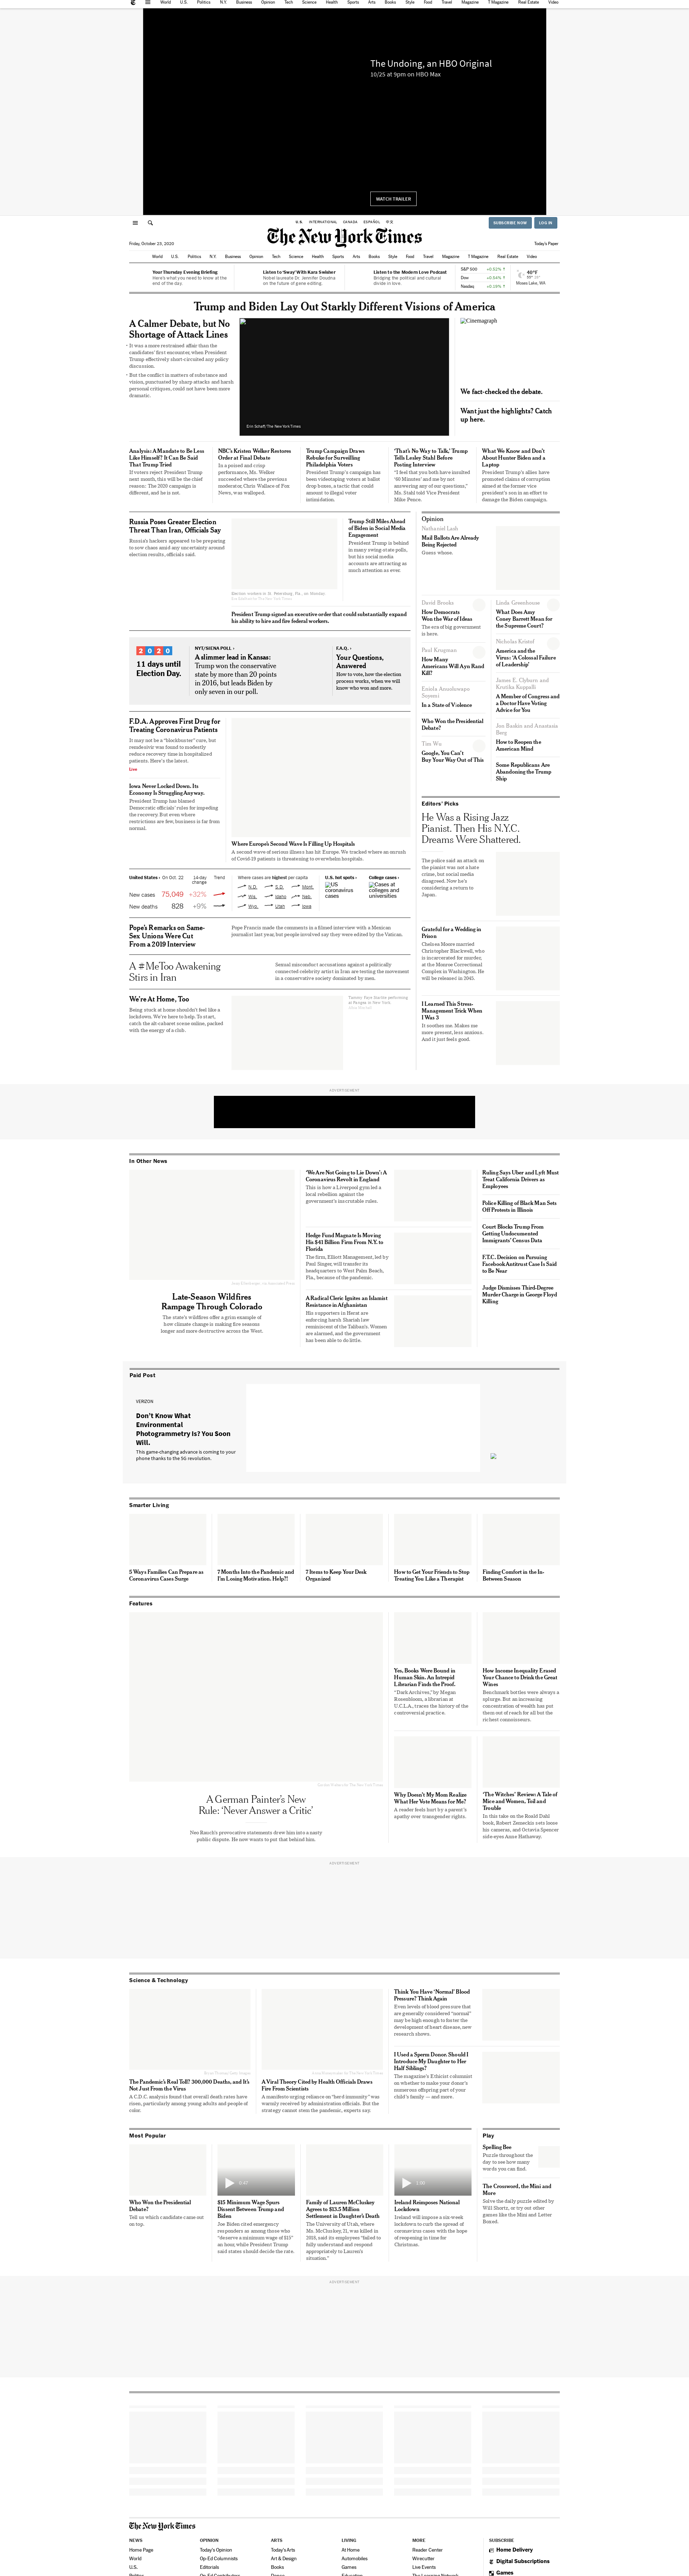 World U.S. Politics N.Y. Business Opinion Tech Science Health Sports Arts Books Style Food Travel Magazine T Magazine Real Estate Video
The Undoing, an HBO Original
10/25 at 9pm on HBO Max
WATCH TRAILER
U.S. INTERNATIONAL CANADA ESPAÑOL 中文
SUBSCRIBE NOW LOG IN
The New York Times
Friday, October 23, 2020
Today's Paper
World U.S. Politics N.Y. Business Opinion Tech Science Health Sports Arts Books Style Food Travel Magazine T Magazine Real Estate Video
Your Thursday Evening Briefing
Here's what you need to know at the
end of the day.
Listen to 'Sway' With Kara Swisher
Nobel laureate Dr. Jennifer Doudna
on the future of gene editing.
Listen to the Modern Love Podcast
Bridging the political and cultural
divide in love.
S&P 500 +0.52% ↑
Dow +0.54% ↑
Nasdaq +0.19% ↑
40°F
Moses Lake, WA
Trump and Biden Lay Out Starkly Different Visions of America
A Calmer Debate, but No
Shortage of Attack Lines
• It was a more restrained affair than the
candidates' first encounter, when President
Trump effectively short-circuited any policy
discussion.
• But the conflict in matters of substance and
vision, punctuated by sharp attacks and harsh
personal critiques, could not have been more
dramatic.
Erin Schaff/The New York Times
Cinemagraph
We fact-checked the debate.
Want just the highlights? Catch
up here.
Analysis: A Mandate to Be Less
Like Himself? It Can Be Said
That Trump Tried
If voters reject President Trump
next month, this will be the chief
reason: The 2020 campaign is
different, and he is not.
NBC's Kristen Welker Restores
Order at Final Debate
In a poised and crisp
performance, Ms. Welker
succeeded where the previous
moderator, Chris Wallace of Fox
News, was walloped.
Trump Campaign Draws
Rebuke for Surveilling
Philadelphia Voters
President Trump's campaign has
been videotaping voters at ballot
drop boxes, a tactic that could
amount to illegal voter
intimidation.
'That's No Way to Talk,' Trump
Tells Lesley Stahl Before
Posting Interview
"I feel that you both have insulted
'60 Minutes' and me by not
answering any of our questions,"
Ms. Stahl told Vice President
Mike Pence.
What We Know and Don't
About Hunter Biden and a
Laptop
President Trump's allies have
promoted claims of corruption
aimed at the former vice
president's son in an effort to
damage the Biden campaign.
Russia Poses Greater Election
Threat Than Iran, Officials Say
Russia's hackers appeared to be preparing
to sow chaos amid any uncertainty around
election results, officials said.
Election workers in St. Petersburg, Fla., on Monday.
Trump Still Miles Ahead
of Biden in Social Media
Engagement
President Trump is behind
in many swing-state polls,
but his social media
accounts are attracting as
much attention as ever.
President Trump signed an executive order that could substantially expand
his ability to hire and fire federal workers.
2020
11 days until
Election Day.
NYT/SIENA POLL ›
A slimmer lead in Kansas:
Trump won the conservative
state by more than 20 points
in 2016, but leads Biden by
only seven in our poll.
F.A.Q. ›
Your Questions,
Answered
How to vote, how the election
process works, when we will
know who won and more.
F.D.A. Approves First Drug for
Treating Coronavirus Patients
It may not be a "blockbuster" cure, but
remdesivir was found to modestly
reduce recovery time in hospitalized
patients. Here's the latest.
Live
Iowa Never Locked Down. Its
Economy Is Struggling Anyway.
President Trump has blamed
Democratic officials' rules for impeding
the recovery. But even where
restrictions are few, business is far from
normal.
Where Europe's Second Wave Is Filling Up Hospitals
A second wave of serious illness has hit Europe. We tracked where an onrush
of Covid-19 patients is threatening to overwhelm hospitals.
United States › On Oct. 22 14-day
change Trend
New cases 75,049 +32%
New deaths 828 +9%
Where cases are highest per capita
N.D. S.D. Mont.
Wis. Idaho Neb.
Wyo. Utah Iowa
U.S. hot spots ›
US
coronavirus
cases
College cases ›
Cases at
colleges and
universities
Pope's Remarks on Same-
Sex Unions Were Cut
From a 2019 Interview
Pope Francis made the comments in a filmed interview with a Mexican
journalist last year, but people involved say they were edited by the Vatican.
A #MeToo Awakening
Stirs in Iran
Sexual misconduct accusations against a politically
connected celebrity artist in Iran are testing the movement
in a conservative society dominated by men.
We're At Home, Too
Being stuck at home shouldn't feel like a
lockdown. We're here to help. To start,
catch the alt-cabaret scene online, packed
with the energy of a club.
Opinion
Nathaniel Lash
Mail Ballots Are Already
Being Rejected
Guess whose.
David Brooks
How Democrats
Won the War of Ideas
The era of big government
is here.
Paul Krugman
How Many
Americans Will Ayn Rand
Kill?
In a State of Violence
Who Won the Presidential
Debate?
Tim Wu
Google, You Can't
Buy Your Way Out of This
Linda Greenhouse
What Does Amy
Coney Barrett Mean for
the Supreme Court?
Nicholas Kristof
America and the
Virus: 'A Colossal Failure
of Leadership'
James E. Clyburn and
Krutika Kuppalli
A Member of Congress and
a Doctor Have Voting
Advice for You
Jon Baskin and Anastasia
Berg
How to Reopen the
American Mind
Some Republicans Are
Abandoning the Trump
Ship
Editors' Picks
He Was a Rising Jazz
Pianist. Then His N.Y.C.
Dreams Were Shattered.
The police said an attack on
the pianist was not a hate
crime, but social media
disagreed. Now he's
considering a return to
Japan.
Grateful for a Wedding in
Prison
Chelsea Moore married
Christopher Blackwell, who
is incarcerated for murder,
at the Monroe Correctional
Complex in Washington. He
will be released in 2045.
I Learned This Stress-
Management Trick When
I Was 3
It soothes me. Makes me
more present, less anxious.
And it just feels good.
ADVERTISEMENT
In Other News
Late-Season Wildfires
Rampage Through Colorado
The state's wildfires offer a grim example of
how climate change is making fire seasons
longer and more destructive across the West.
'We Are Not Going to Lie Down': A
Coronavirus Revolt in England
This is how a Liverpool gym led a
local rebellion against the
government's inscrutable rules.
Hedge Fund Magnate Is Moving
His $41 Billion Firm From N.Y. to
Florida
The firm, Elliott Management, led by
Paul Singer, will transfer its
headquarters to West Palm Beach,
Fla., because of the pandemic.
A Radical Cleric Ignites an Islamist
Resistance in Afghanistan
His supporters in Herat are
enforcing harsh Shariah law
reminiscent of the Taliban's. Women
are alarmed, and the government
has been able to do little.
Ruling Says Uber and Lyft Must
Treat California Drivers as
Employees
Police Killing of Black Man Sets
Off Protests in Illinois
Court Blocks Trump From
Getting Undocumented
Immigrants' Census Data
F.T.C. Decision on Pursuing
Facebook Antitrust Case Is Said
to Be Near
Judge Dismisses Third-Degree
Murder Charge in George Floyd
Killing
Paid Post
VERIZON
Don't Know What
Environmental
Photogrammetry Is? You Soon
Will.
This game-changing advance is coming to your
phone thanks to the 5G revolution.
Smarter Living
5 Ways Families Can Prepare as
Coronavirus Cases Surge
7 Months Into the Pandemic and
I'm Losing Motivation. Help?!
7 Items to Keep Your Desk
Organized
How to Get Your Friends to Stop
Treating You Like a Therapist
Finding Comfort in the In-
Between Season
Features
A German Painter's New
Rule: 'Never Answer a Critic'
Neo Rauch's provocative statements drew him into a nasty
public dispute. He now wants to put that behind him.
Yes, Books Were Bound in
Human Skin. An Intrepid
Librarian Finds the Proof.
"Dark Archives," by Megan
Rosenbloom, a librarian at
U.C.L.A., traces the history of the
controversial practice.
How Income Inequality Erased
Your Chance to Drink the Great
Wines
Benchmark bottles were always a
splurge. But an increasing
concentration of wealth has put
them out of reach for all but the
richest connoisseurs.
Why Doesn't My Mom Realize
What Her Vote Means for Me?
A reader feels hurt by a parent's
apathy over transgender rights.
'The Witches' Review: A Tale of
Mice and Women, Toil and
Trouble
In this take on the Roald Dahl
book, Robert Zemeckis sets loose
his cameras, and Octavia Spencer
side-eyes Anne Hathaway.
ADVERTISEMENT
Science & Technology
The Pandemic's Real Toll? 300,000 Deaths, and It's
Not Just From the Virus
A C.D.C. analysis found that overall death rates have
risen, particularly among young adults and people of
color.
A Viral Theory Cited by Health Officials Draws
Fire From Scientists
A manifesto urging reliance on "herd immunity" was
warmly received by administration officials. But the
strategy cannot stem the pandemic, experts say.
Think You Have 'Normal' Blood
Pressure? Think Again
Even levels of blood pressure that
are generally considered "normal"
may be high enough to foster the
development of heart disease, new
research shows.
I Used a Sperm Donor. Should I
Introduce My Daughter to Her
Half Siblings?
The magazine's Ethicist columnist
on whether to make your donor's
numerous offspring part of your
child's family — and more.
Most Popular
Who Won the Presidential
Debate?
Tell us which candidate came out
on top.
0:47
$15 Minimum Wage Spurs
Dissent Between Trump and
Biden
Joe Biden cited emergency
responders as among those who
"deserve a minimum wage of $15"
an hour, while President Trump
said states should decide the rate.
Family of Lauren McCluskey
Agrees to $13.5 Million
Settlement in Daughter's Death
The University of Utah, where
Ms. McCluskey, 21, was killed in
2018, said its employees "failed to
fully understand and respond
appropriately to Lauren's
situation."
1:00
Ireland Reimposes National
Lockdown
Ireland will impose a six-week
lockdown to curb the spread of
coronavirus cases with the hope
of reopening in time for
Christmas.
Play
Spelling Bee
Puzzle throughout the
day to see how many
words you can find.
The Crossword, the Mini and
More
Solve the daily puzzle edited by
Will Shortz, or try out other
games like the Mini and Letter
Boxed.
ADVERTISEMENT
The New York Times
NEWS OPINION ARTS LIVING MORE SUBSCRIBE
Home Page Today's Opinion Today's Arts At Home Reader Center Home Delivery
World Op-Ed Columnists Art & Design Automobiles Wirecutter Digital Subscriptions
U.S. Editorials Books Games Live Events Games